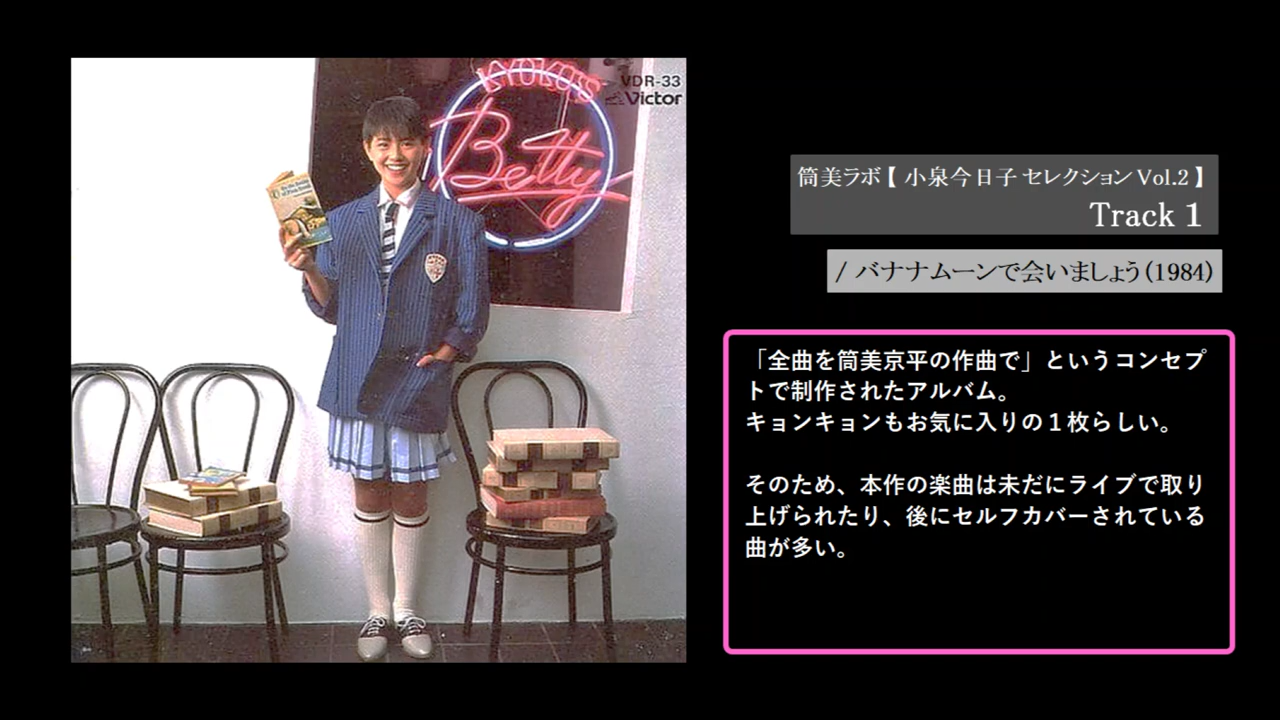 KYOKO'S
Betty
VDR-33
Victor
筒美ラボ【 小泉今日子 セレクション Vol.2 】
Track 1
/ バナナムーンで会いましょう(1984)
「全曲を筒美京平の作曲で」というコンセプ
トで制作されたアルバム。
キョンキョンもお気に入りの１枚らしい。
そのため、本作の楽曲は未だにライブで取り
上げられたり、後にセルフカバーされている
曲が多い。